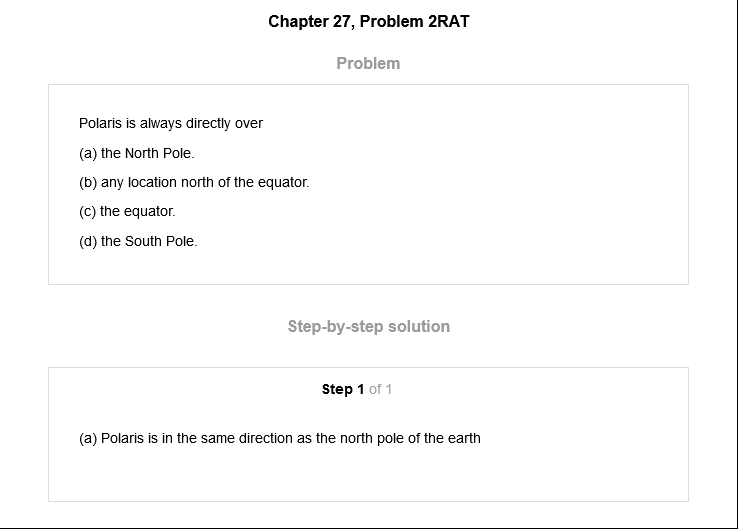 Chapter 27, Problem 2RAT
Problem
Polaris is always directly over
(a) the North Pole.
(b) any location north of the equator.
(c) the equator.
(d) the South Pole.
Step-by-step solution
Step 1 of 1
(a) Polaris is in the same direction as the north pole of the earth